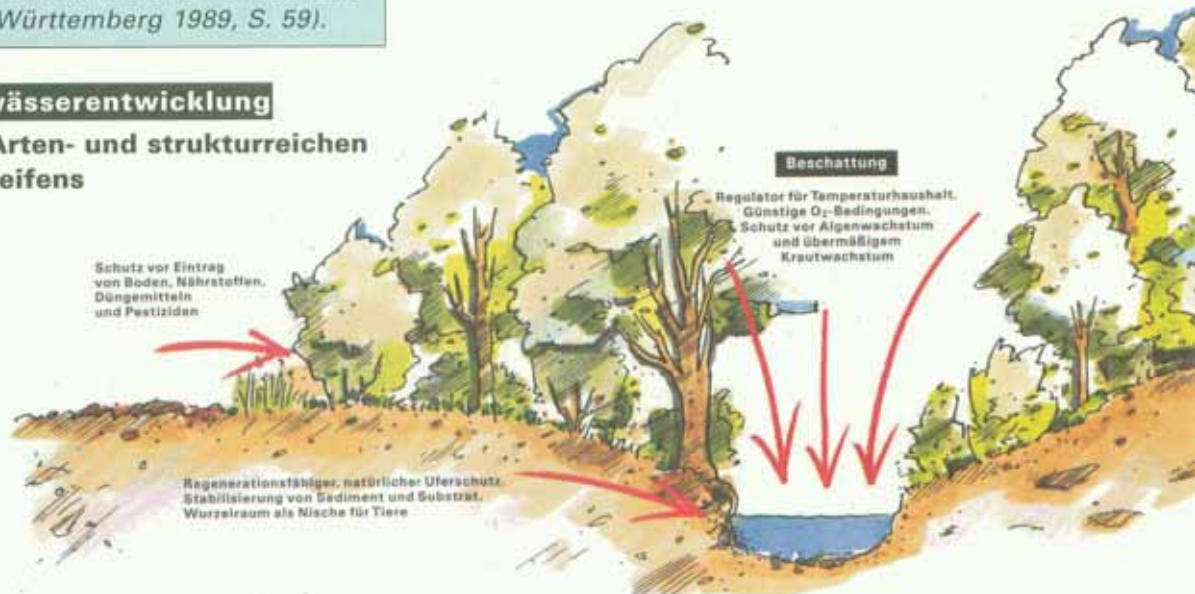 Württemberg 1989, S. 59).
wässerentwicklung
Arten- und strukturreichen
eifens
Beschattung
Regulator für Temperaturhaushalt.
Günstige O₂-Bedingungen.
Schutz vor Algenwachstum
und übermäßigem
Krautwachstum
Schutz vor Eintrag
von Boden, Nährstoffen,
Düngemitteln
und Pestiziden
Regenerationsfähiger, natürlicher Uferschutz.
Stabilisierung von Sediment und Substrat.
Wurzelraum als Nische für Tiere